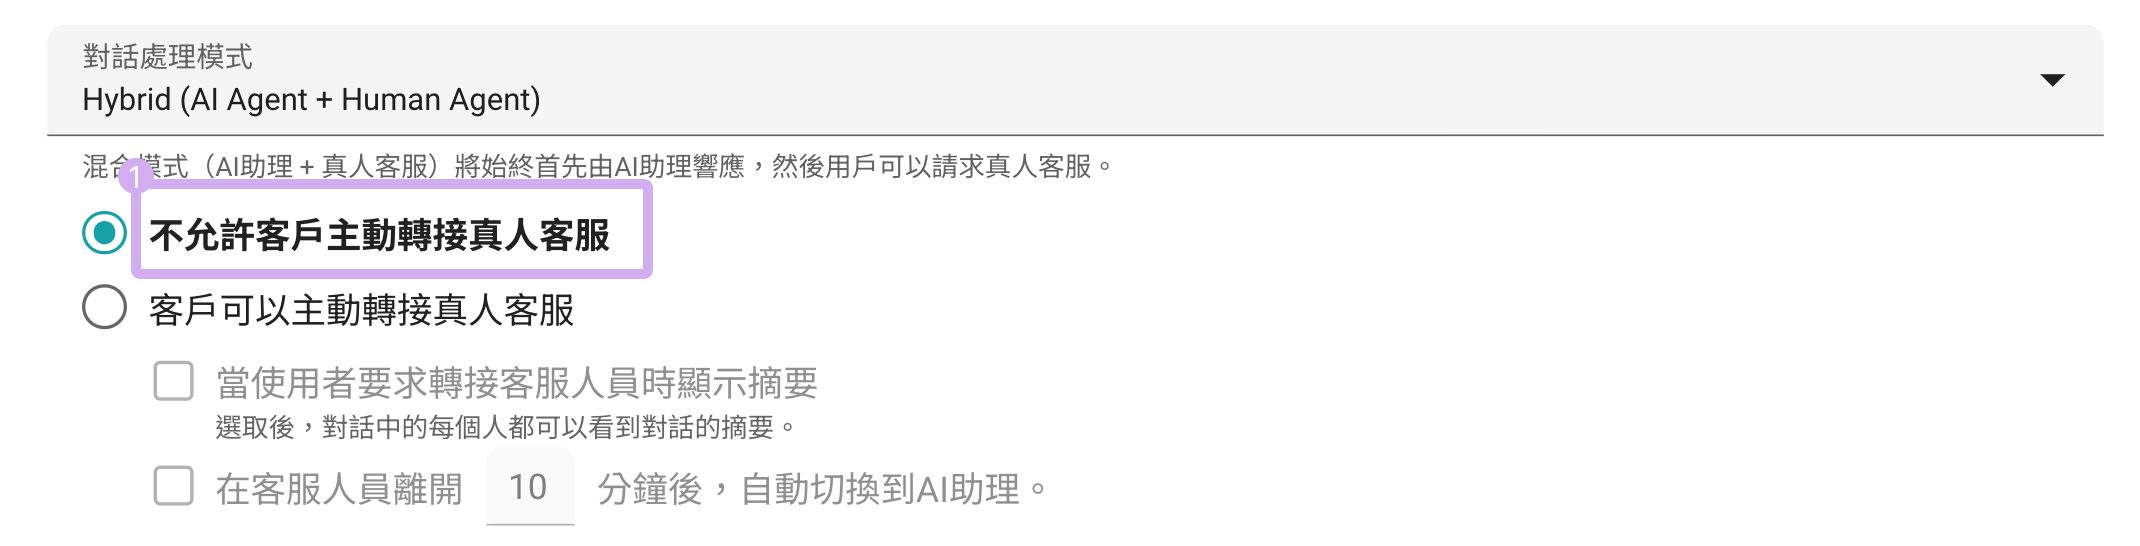 對話處理模式
Hybrid (AI Agent + Human Agent)
混合模式（AI助理 + 真人客服）將始終首先由AI助理響應，然後用戶可以請求真人客服。
1
不允許客戶主動轉接真人客服
客戶可以主動轉接真人客服
當使用者要求轉接客服人員時顯示摘要
選取後，對話中的每個人都可以看到對話的摘要。
在客服人員離開 10 分鐘後，自動切換到AI助理。